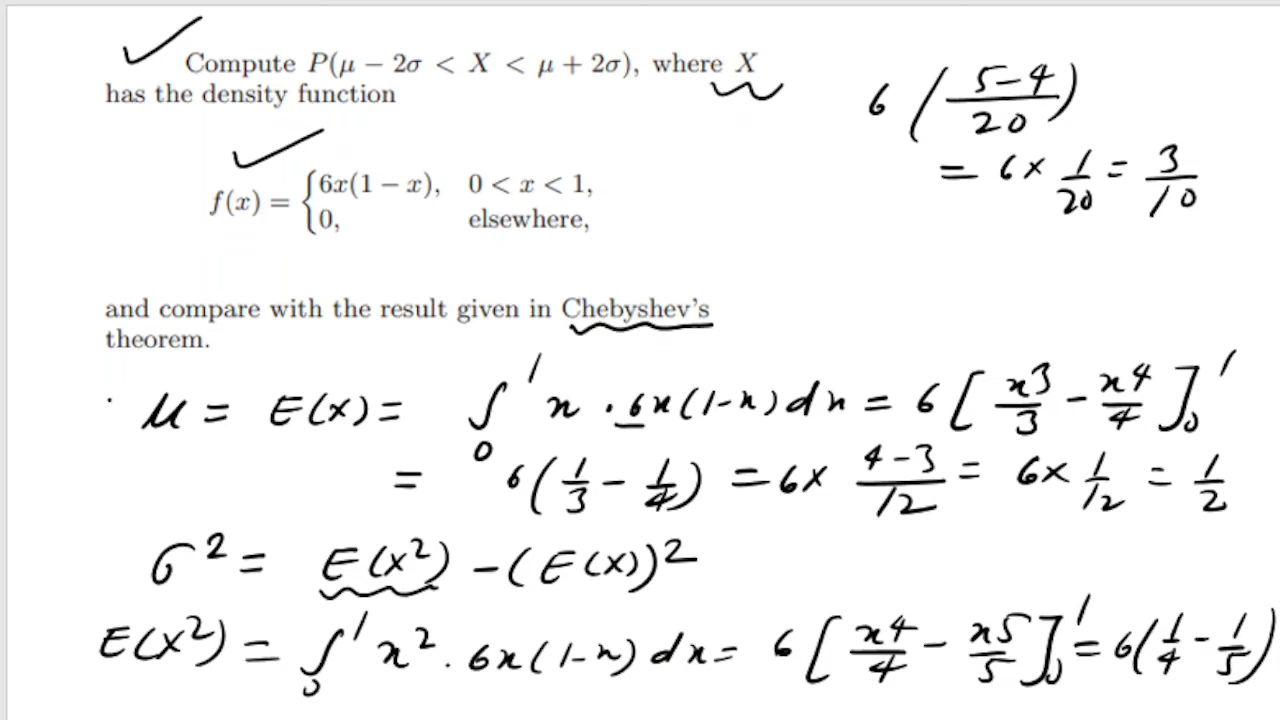 Compute P(μ − 2σ < X < μ + 2σ), where X
has the density function
f(x) = {6x(1 − x), 0 < x < 1,
0, elsewhere,
and compare with the result given in Chebyshev's
theorem.
μ = E(x) = ∫₀¹ x · 6x(1-x)dx = 6[x³/3 - x⁴/4]₀¹
= 6(1/3 - 1/4) = 6 × (4-3)/12 = 6 × 1/12 = 1/2
σ² = E(x²) - (E(x))²
E(x²) = ∫₀¹ x² . 6x(1-x)dx = 6[x⁴/4 - x⁵/5]₀¹ = 6(1/4 - 1/5)
6((5-4)/20)
= 6 × 1/20 = 3/10